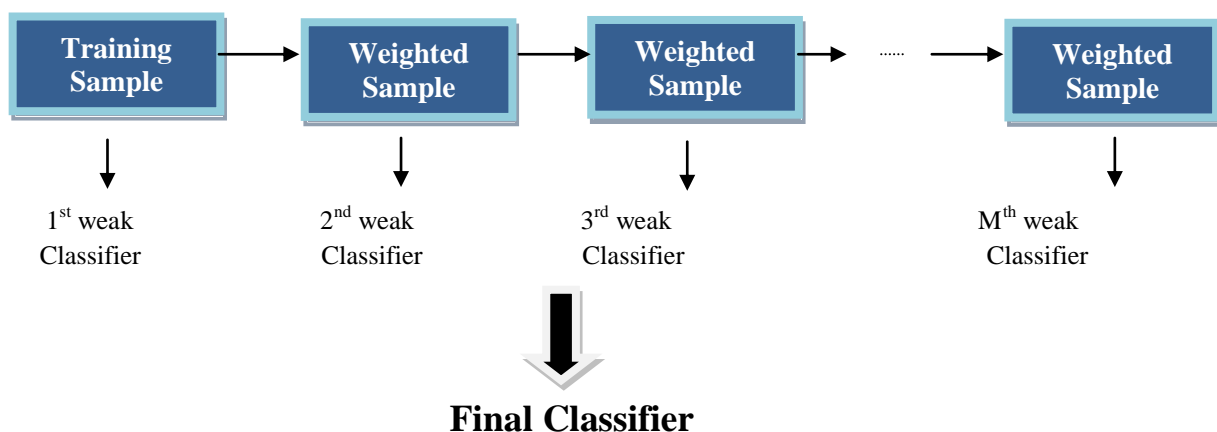 Training
Sample
Weighted
Sample
Weighted
Sample
......
Weighted
Sample
1st weak
Classifier
2nd weak
Classifier
3rd weak
Classifier
Mth weak
Classifier
Final Classifier